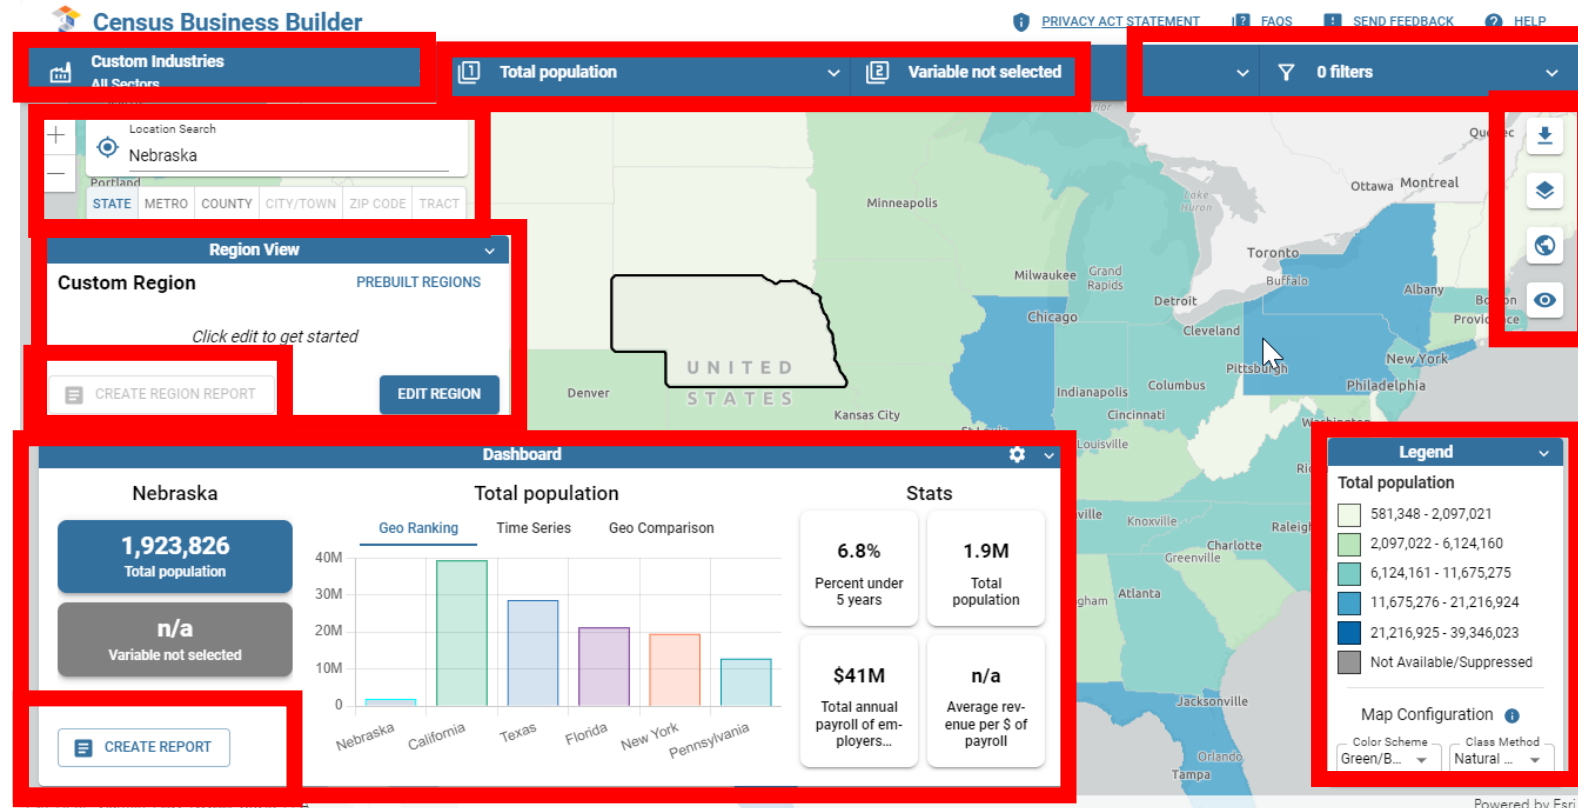 Census Business Builder
PRIVACY ACT STATEMENT
FAQS
SEND FEEDBACK
HELP
Custom Industries
All Sectors
1
Total population
2
Variable not selected
0 filters
Location Search
Nebraska
Portland
STATE METRO COUNTY CITY/TOWN ZIP CODE TRACT
Region View
Custom Region
PREBUILT REGIONS
Click edit to get started
CREATE REGION REPORT
EDIT REGION
Minneapolis
Lake
Huron
Ottawa
Montreal
Toronto
Buffalo
Albany
Milwaukee
Grand
Rapids
Detroit
Chicago
Cleveland
Pittsburgh
New York
Philadelphia
UNITED
STATES
Denver
Kansas City
Indianapolis
Columbus
Cincinnati
Louisville
Knoxville
Charlotte
Greenville
Atlanta
Jacksonville
Orlando
Tampa
Dashboard
Nebraska
1,923,826
Total population
n/a
Variable not selected
CREATE REPORT
Total population
Geo Ranking Time Series Geo Comparison
40M
30M
20M
10M
0
Nebraska California Texas Florida New York Pennsylvania
Stats
6.8%
Percent under
5 years
1.9M
Total
population
$41M
Total annual
payroll of em-
ployers...
n/a
Average rev-
enue per $ of
payroll
Legend
Total population
581,348 - 2,097,021
2,097,022 - 6,124,160
6,124,161 - 11,675,275
11,675,276 - 21,216,924
21,216,925 - 39,346,023
Not Available/Suppressed
Map Configuration
Color Scheme
Green/B...
Class Method
Natural ...
Powered by Esri